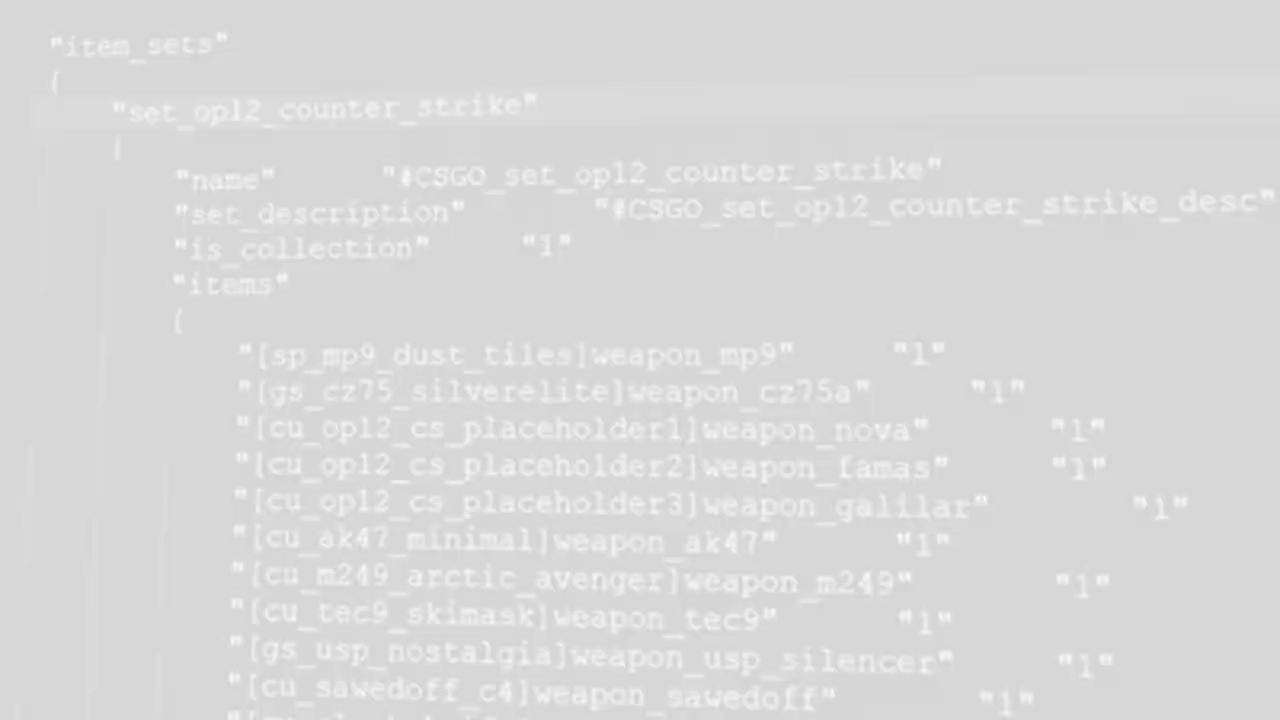 "item_sets"
{
"set_op12_counter_strike"
{
"name" "#CSGO_set_op12_counter_strike"
"set_description" "#CSGO_set_op12_counter_strike_desc"
"is_collection" "1"
"items"
{
"[sp_mp9_dust_tiles]weapon_mp9" "1"
"[gs_cz75_silverelite]weapon_cz75a" "1"
"[cu_op12_cs_placeholder1]weapon_nova" "1"
"[cu_op12_cs_placeholder2]weapon_famas" "1"
"[cu_op12_cs_placeholder3]weapon_galilar" "1"
"[cu_ak47_minimal]weapon_ak47" "1"
"[cu_m249_arctic_avenger]weapon_m249" "1"
"[cu_tec9_skimask]weapon_tec9" "1"
"[gs_usp_nostalgia]weapon_usp_silencer" "1"
"[cu_sawedoff_c4]weapon_sawedoff" "1"